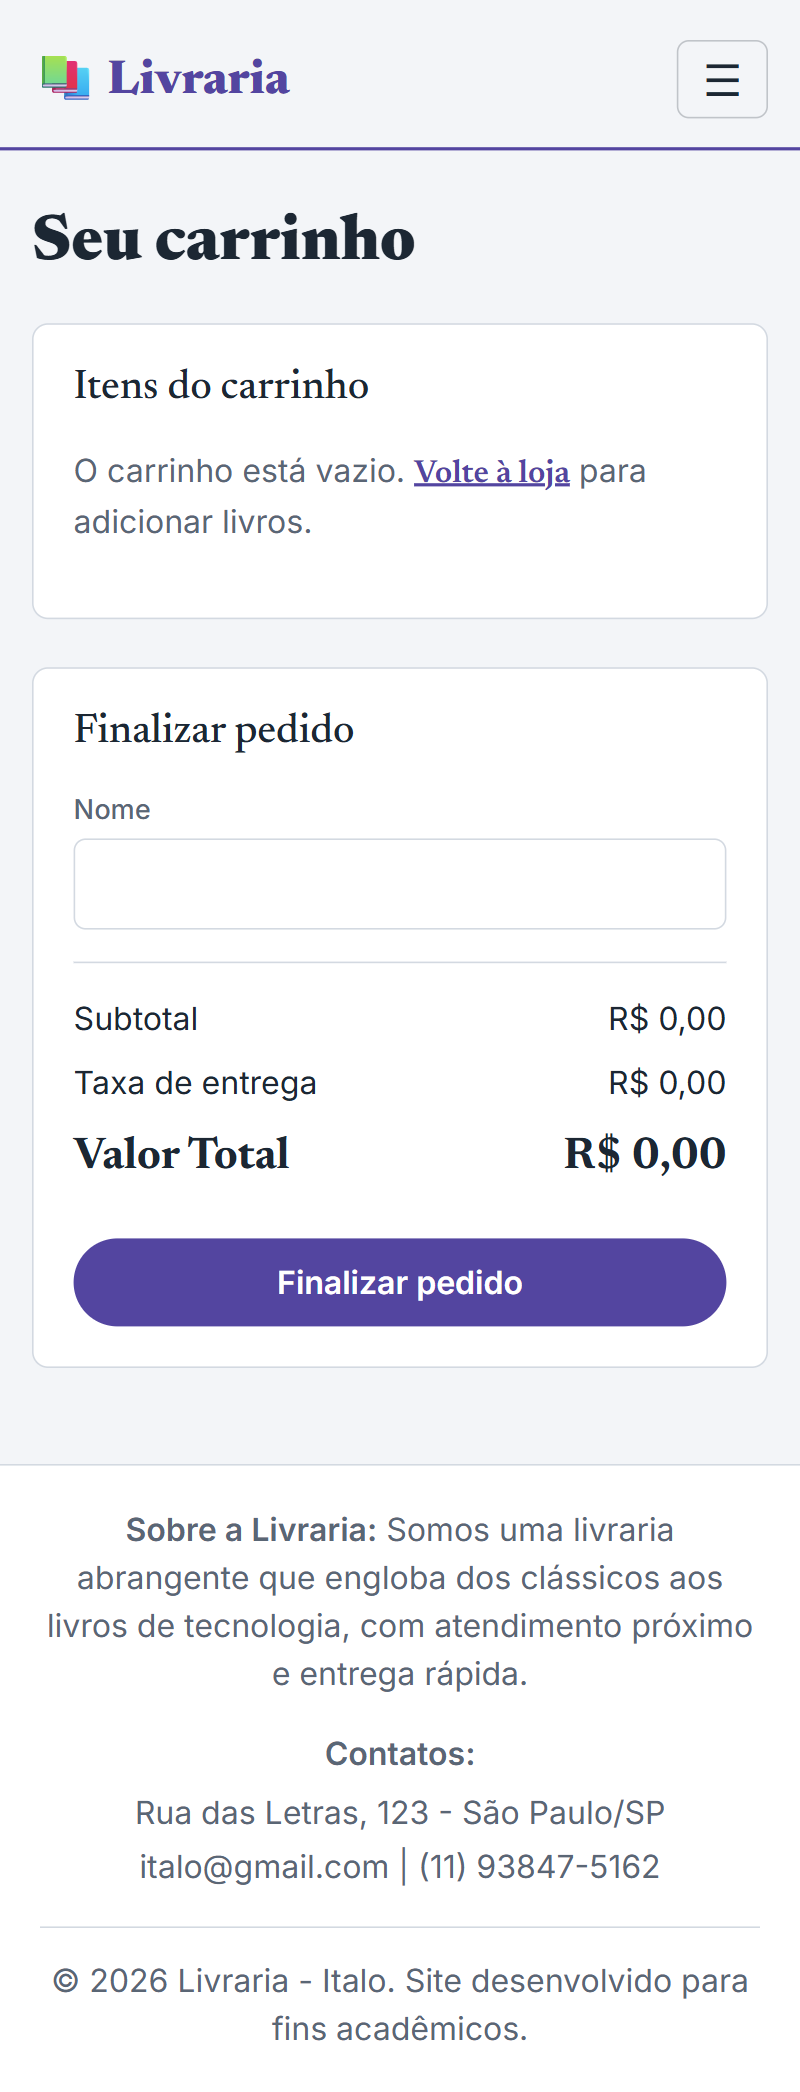 Livraria
Seu carrinho
Itens do carrinho
O carrinho está vazio. Volte à loja para
adicionar livros.
Finalizar pedido
Nome
Subtotal R$ 0,00
Taxa de entrega R$ 0,00
Valor Total R$ 0,00
Finalizar pedido
Sobre a Livraria: Somos uma livraria
abrangente que engloba dos clássicos aos
livros de tecnologia, com atendimento próximo
e entrega rápida.
Contatos:
Rua das Letras, 123 - São Paulo/SP
italo@gmail.com | (11) 93847-5162
© 2026 Livraria - Italo. Site desenvolvido para
fins acadêmicos.